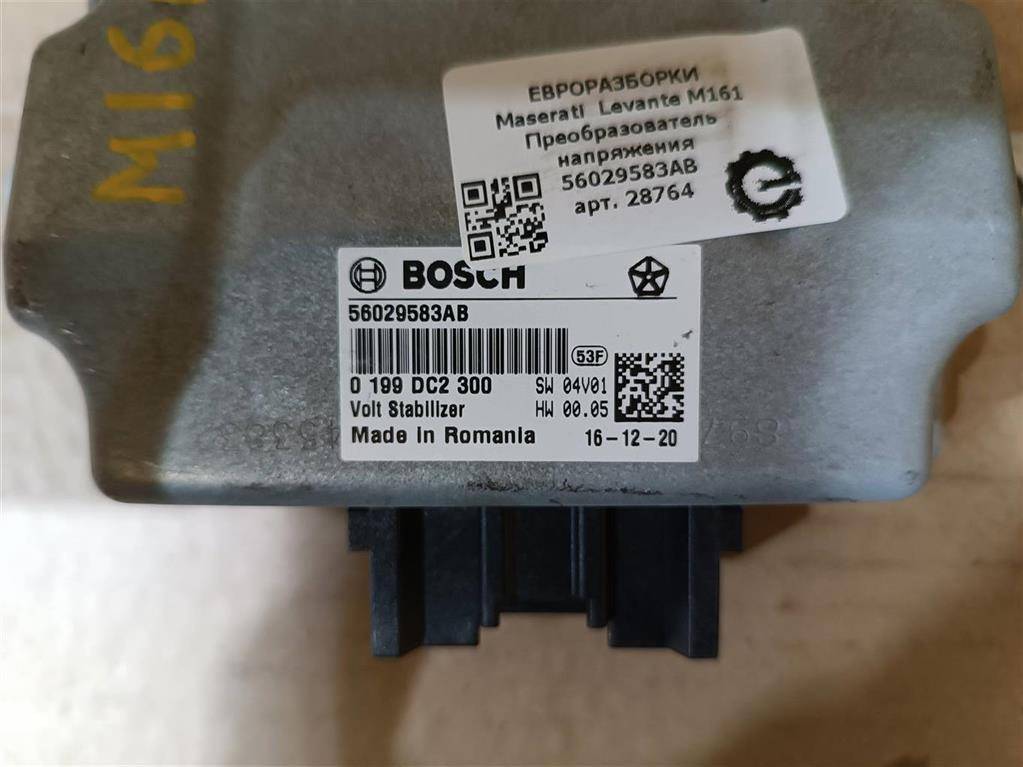 M16
ЕВРОРАЗБОРКИ
Maserati Levante M161
Преобразователь
напряжения
56029583AB
арт. 28764
BOSCH
56029583AB
53F
0 199 DC2 300 SW 04V01
Volt Stabilizer HW 00.05
Made in Romania 16-12-20